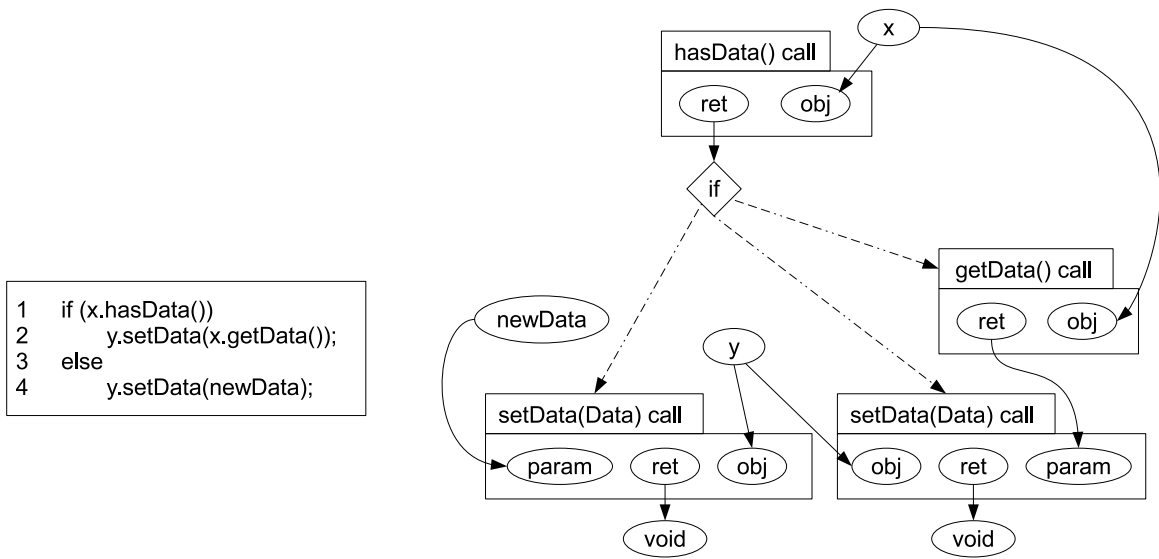 1 if (x.hasData())
2 y.setData(x.getData());
3 else
4 y.setData(newData);
x
hasData() call
ret obj
if
getData() call
ret obj
newData
y
setData(Data) call
param ret obj
void
setData(Data) call
obj ret param
void